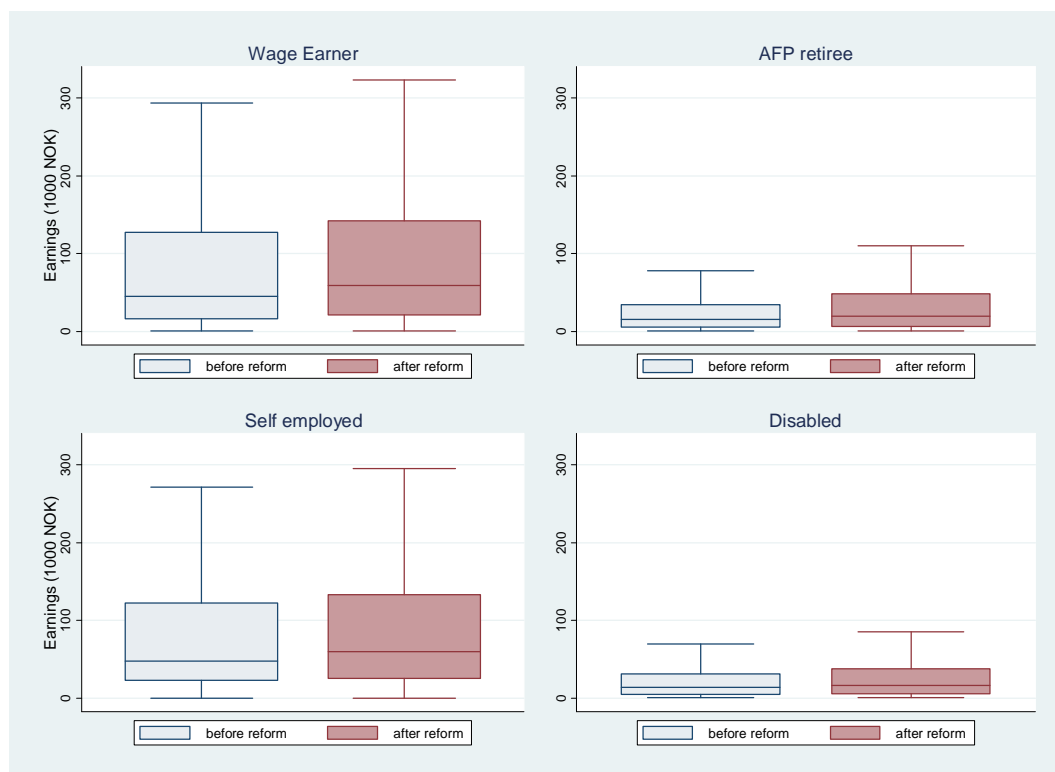 Wage Earner
AFP retiree
Earnings (1000 NOK)
300
200
100
0
300
200
100
0
before reform
after reform
before reform
after reform
Self employed
Disabled
Earnings (1000 NOK)
300
200
100
0
300
200
100
0
before reform
after reform
before reform
after reform